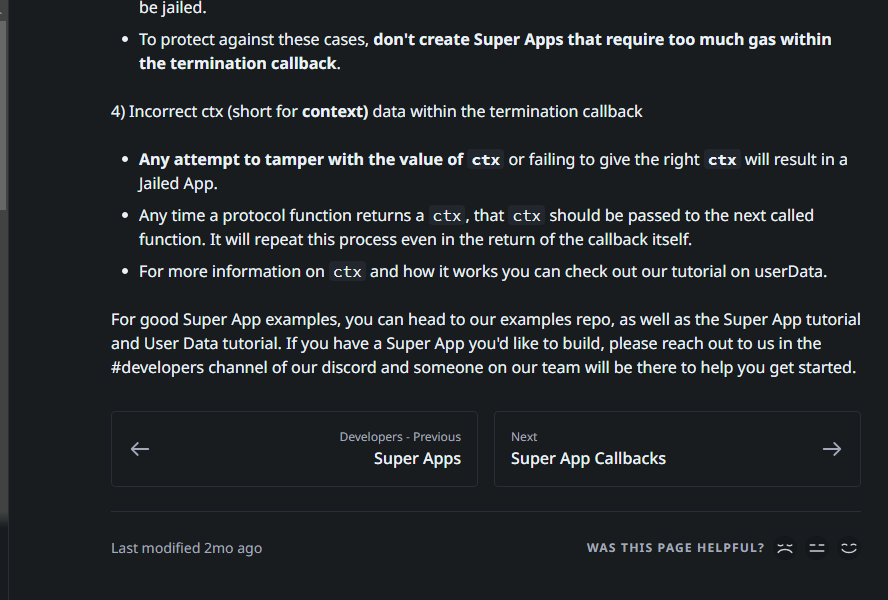 be jailed.
To protect against these cases, don't create Super Apps that require too much gas within
the termination callback.
4) Incorrect ctx (short for context) data within the termination callback
Any attempt to tamper with the value of ctx or failing to give the right ctx will result in a
Jailed App.
Any time a protocol function returns a ctx, that ctx should be passed to the next called
function. It will repeat this process even in the return of the callback itself.
For more information on ctx and how it works you can check out our tutorial on userData.
For good Super App examples, you can head to our examples repo, as well as the Super App tutorial
and User Data tutorial. If you have a Super App you'd like to build, please reach out to us in the
#developers channel of our discord and someone on our team will be there to help you get started.
Developers - Previous
Super Apps
Next
Super App Callbacks
Last modified 2mo ago
WAS THIS PAGE HELPFUL?